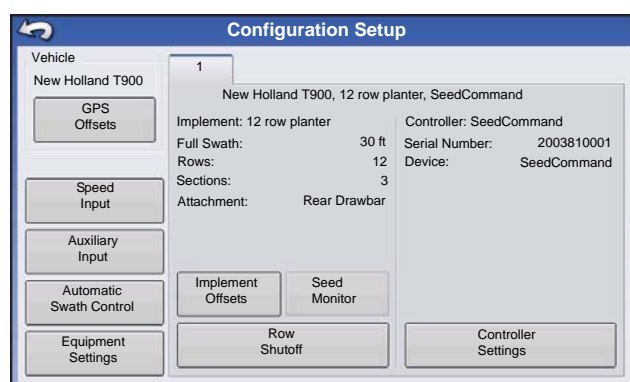 Configuration Setup
Vehicle
New Holland T900
GPS
Offsets
Speed
Input
Auxiliary
Input
Automatic
Swath Control
Equipment
Settings
1
New Holland T900, 12 row planter, SeedCommand
Implement: 12 row planter
Full Swath: 30 ft
Rows: 12
Sections: 3
Attachment: Rear Drawbar
Implement
Offsets
Seed
Monitor
Row
Shutoff
Controller: SeedCommand
Serial Number: 2003810001
Device: SeedCommand
Controller
Settings